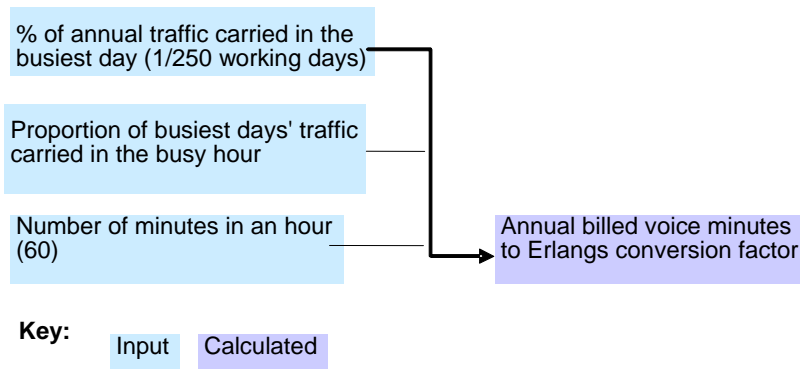 % of annual traffic carried in the
busiest day (1/250 working days)
Proportion of busiest days' traffic
carried in the busy hour
Number of minutes in an hour
(60)
Annual billed voice minutes
to Erlangs conversion factor
Key:
Input
Calculated